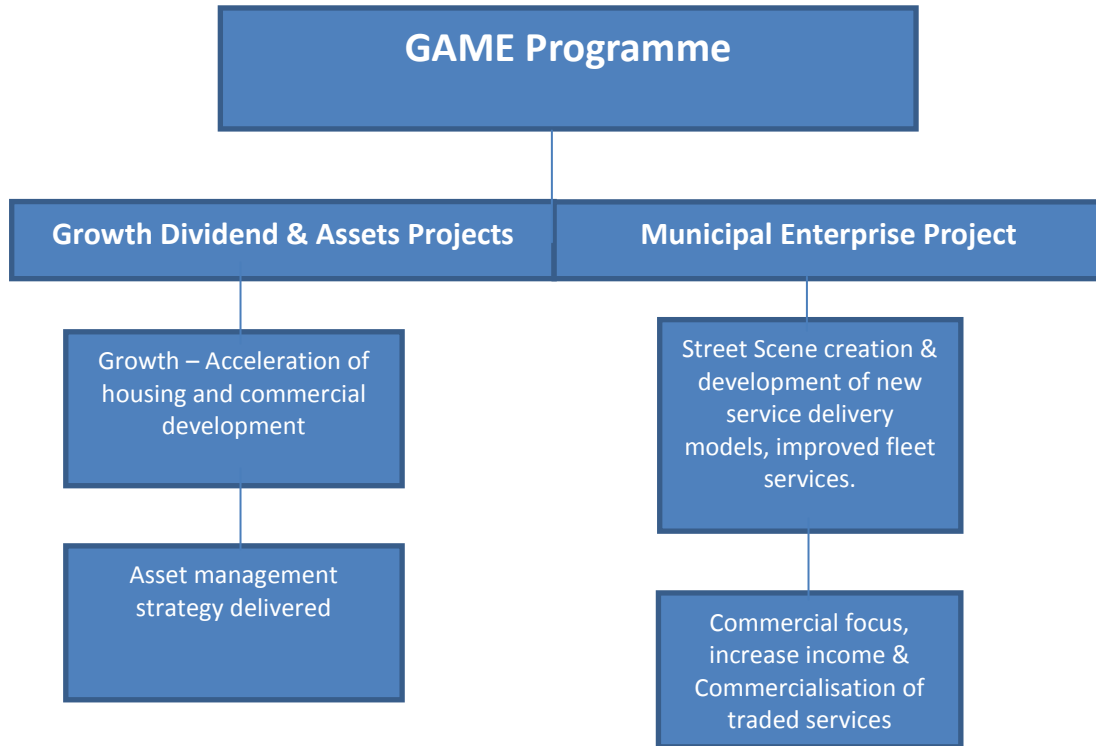 GAME Programme
Growth Dividend & Assets Projects
Municipal Enterprise Project
Growth – Acceleration of
housing and commercial
development
Asset management
strategy delivered
Street Scene creation &
development of new
service delivery
models, improved fleet
services.
Commercial focus,
increase income &
Commercialisation of
traded services